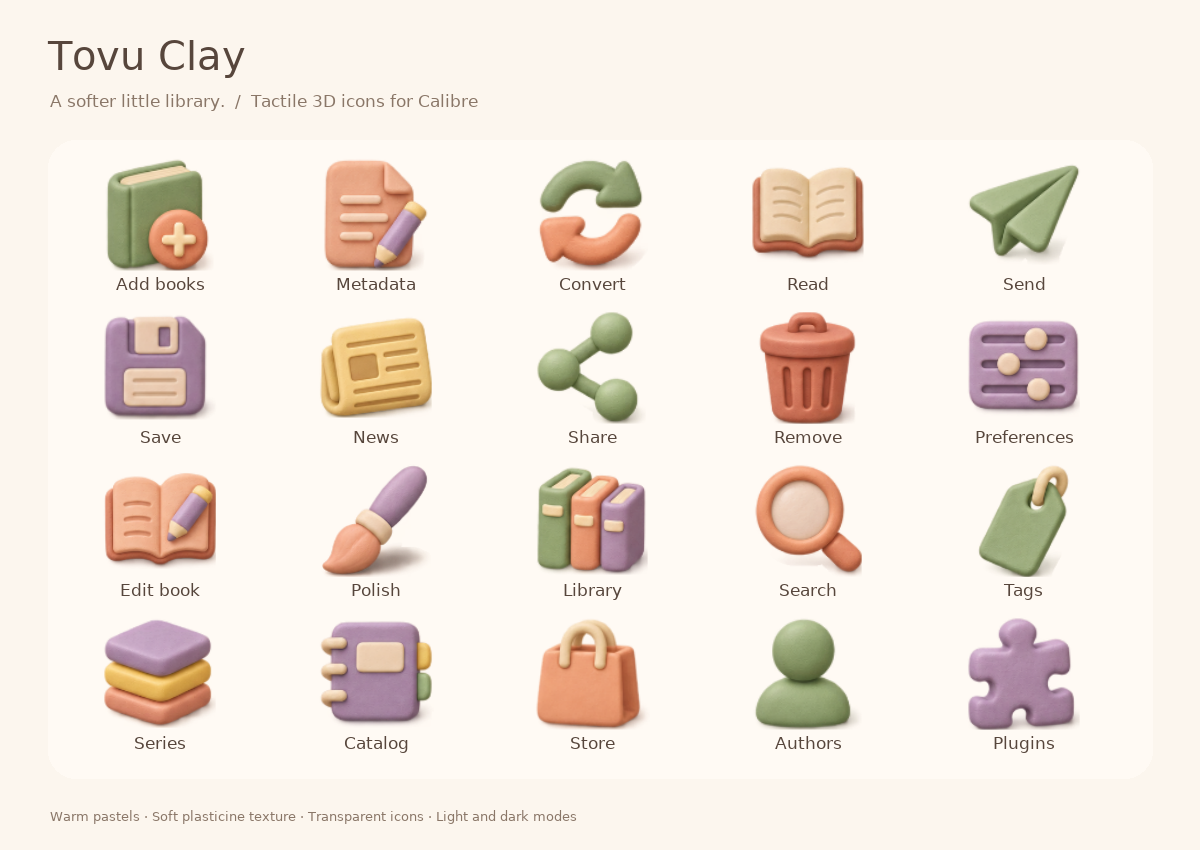 Tovu Clay
A softer little library. / Tactile 3D icons for Calibre
Add books
Metadata
Convert
Read
Send
Save
News
Share
Remove
Preferences
Edit book
Polish
Library
Search
Tags
Series
Catalog
Store
Authors
Plugins
Warm pastels · Soft plasticine texture · Transparent icons · Light and dark modes